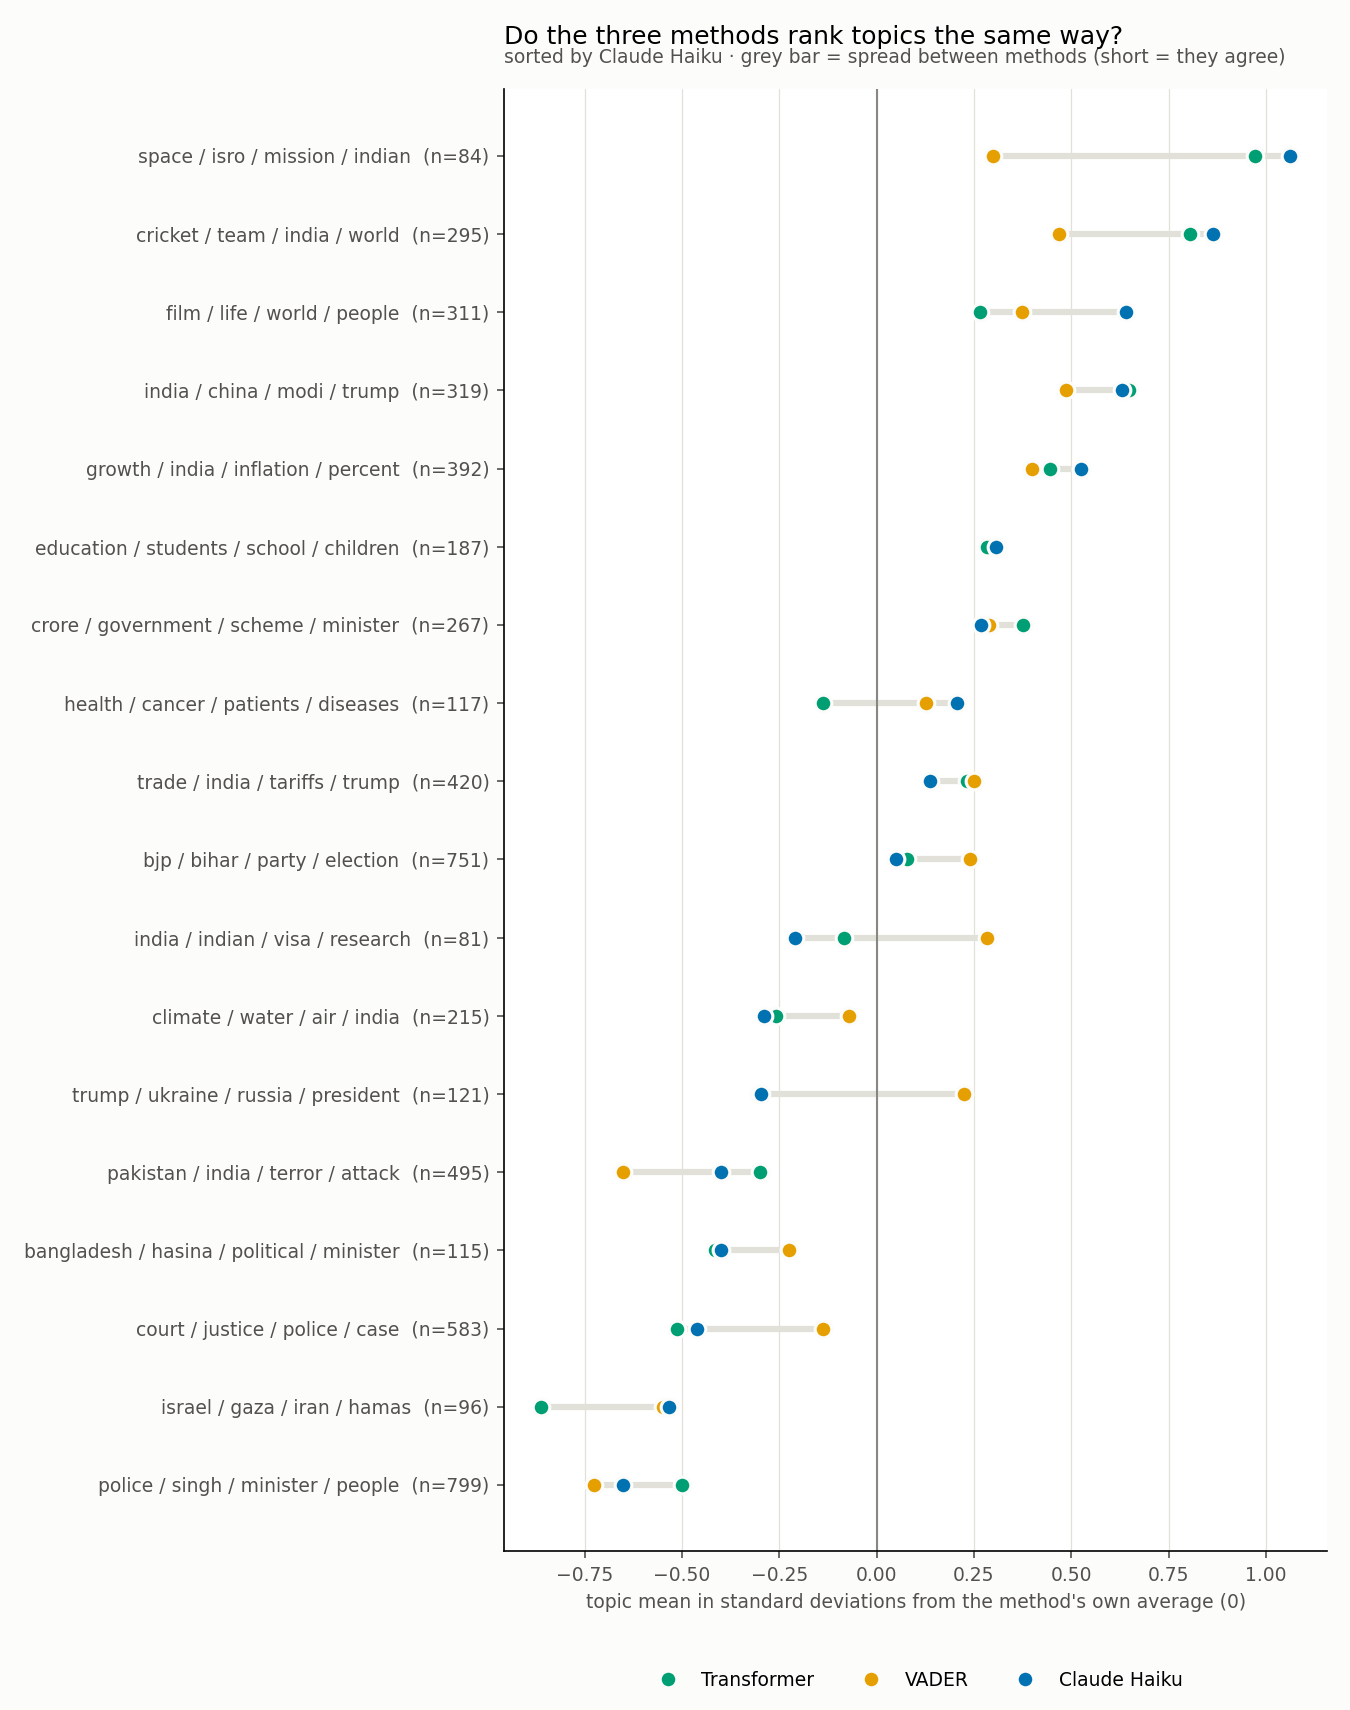 Do the three methods rank topics the same way?
sorted by Claude Haiku · grey bar = spread between methods (short = they agree)
space / isro / mission / indian (n=84)
cricket / team / india / world (n=295)
film / life / world / people (n=311)
india / china / modi / trump (n=319)
growth / india / inflation / percent (n=392)
education / students / school / children (n=187)
crore / government / scheme / minister (n=267)
health / cancer / patients / diseases (n=117)
trade / india / tariffs / trump (n=420)
bjp / bihar / party / election (n=751)
india / indian / visa / research (n=81)
climate / water / air / india (n=215)
trump / ukraine / russia / president (n=121)
pakistan / india / terror / attack (n=495)
bangladesh / hasina / political / minister (n=115)
court / justice / police / case (n=583)
israel / gaza / iran / hamas (n=96)
police / singh / minister / people (n=799)
−0.75 −0.50 −0.25 0.00 0.25 0.50 0.75 1.00
topic mean in standard deviations from the method's own average (0)
Transformer VADER Claude Haiku